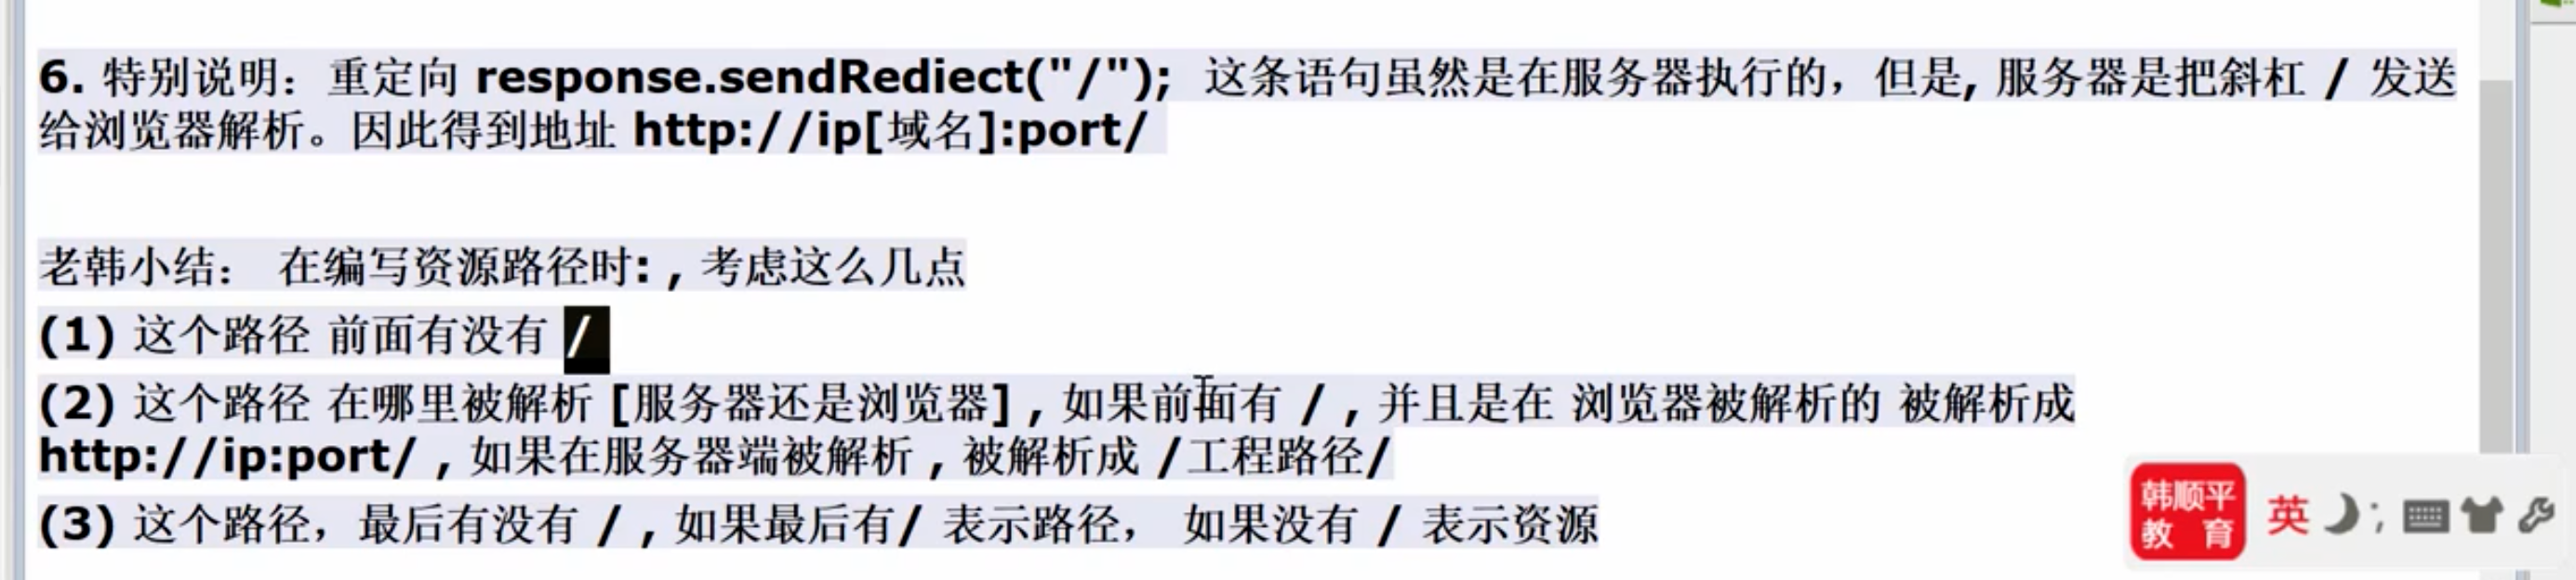 6. 特别说明：重定向 response.sendRediect("/"); 这条语句虽然是在服务器执行的，但是, 服务器是把斜杠 / 发送
给浏览器解析。因此得到地址 http://ip[域名]:port/
老韩小结： 在编写资源路径时: , 考虑这么几点
(1) 这个路径 前面有没有 /
(2) 这个路径 在哪里被解析 [服务器还是浏览器] , 如果前面有 / , 并且是在 浏览器被解析的 被解析成
http://ip:port/ , 如果在服务器端被解析 , 被解析成 /工程路径/
(3) 这个路径，最后有没有 / , 如果最后有/ 表示路径， 如果没有 / 表示资源
韩顺平
教 育
英